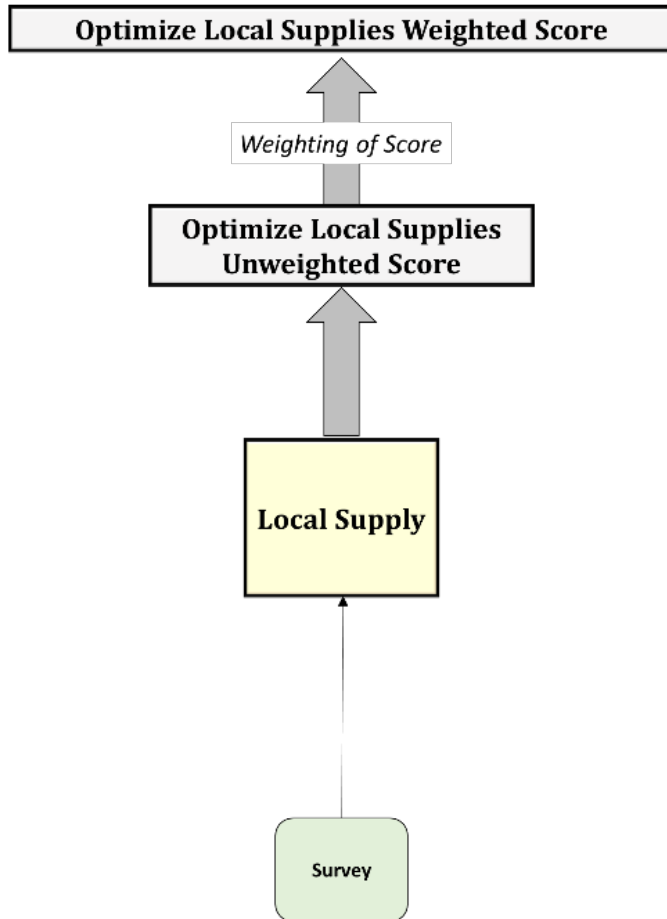 Optimize Local Supplies Weighted Score
Weighting of Score
Optimize Local Supplies
Unweighted Score
Local Supply
Survey